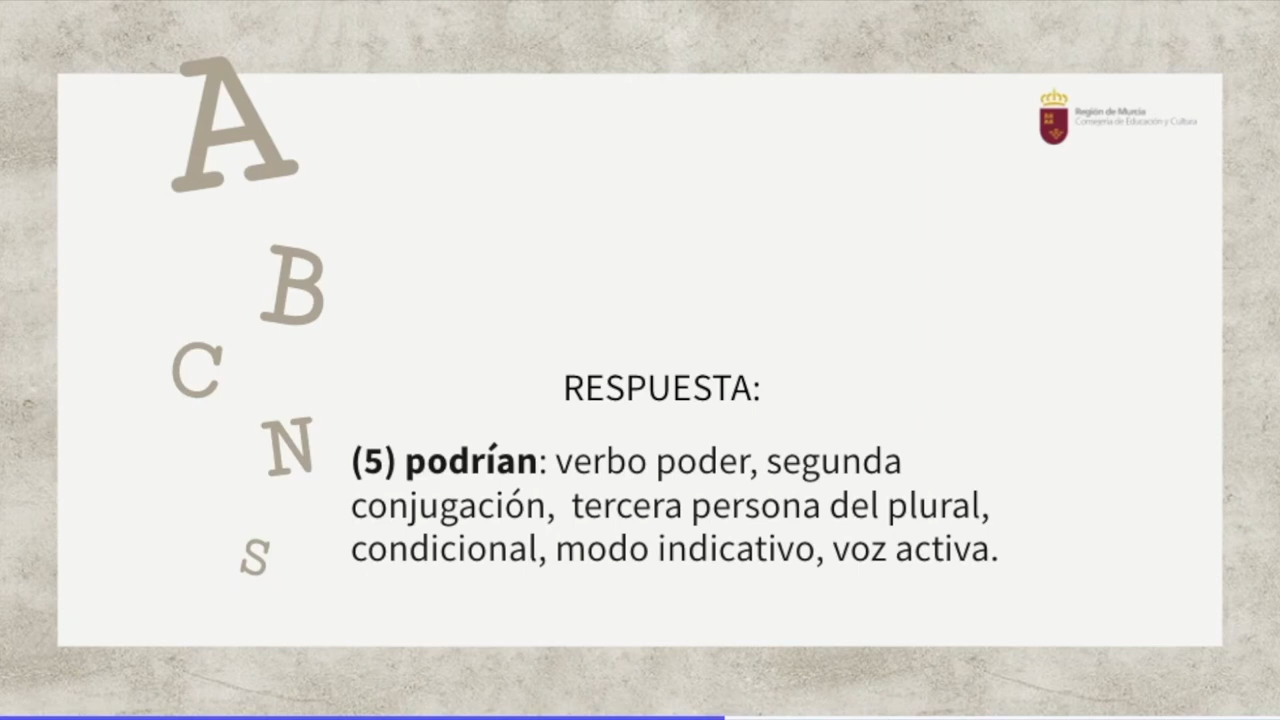 A
Región de Murcia
Consejería de Educación y Cultura
B
C
RESPUESTA:
N
(5) podrían: verbo poder, segunda
conjugación,  tercera persona del plural,
condicional, modo indicativo, voz activa.
S